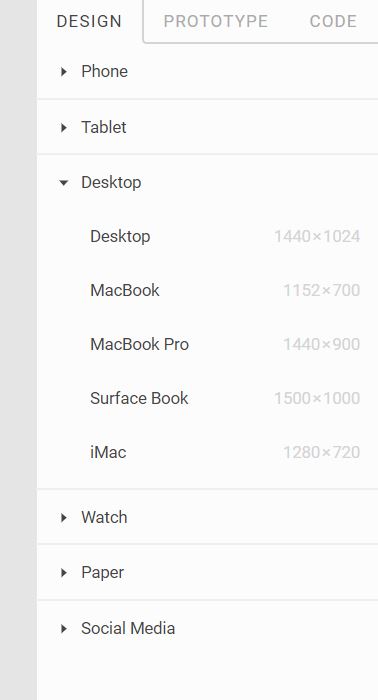 DESIGN PROTOTYPE CODE
Phone
Tablet
Desktop
Desktop 1440×1024
MacBook 1152×700
MacBook Pro 1440×900
Surface Book 1500×1000
iMac 1280×720
Watch
Paper
Social Media